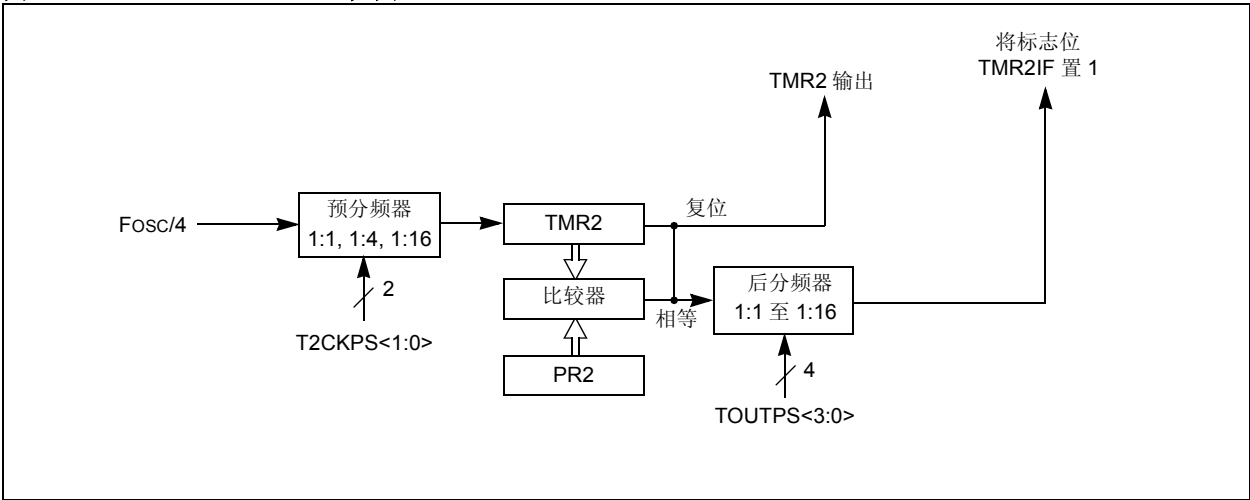 将标志位
TMR2IF 置 1
TMR2 输出
FOSC/4
预分频器
1:1, 1:4, 1:16
TMR2
复位
2
T2CKPS<1:0>
比较器
相等
后分频器
1:1 至 1:16
PR2
4
TOUTPS<3:0>